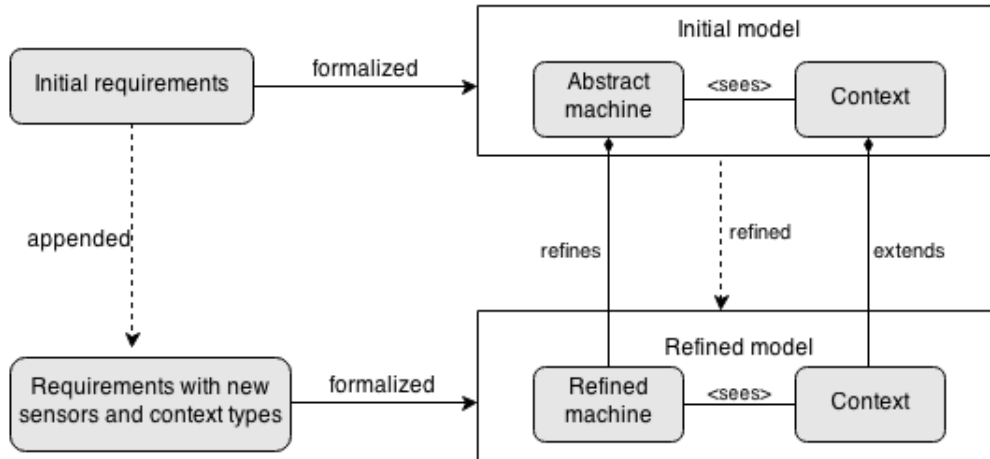 Initial model
Initial requirements
formalized
Abstract
machine
<sees>
Context
appended
refines
refined
extends
Refined model
Requirements with new
sensors and context types
formalized
Refined
machine
<sees>
Context